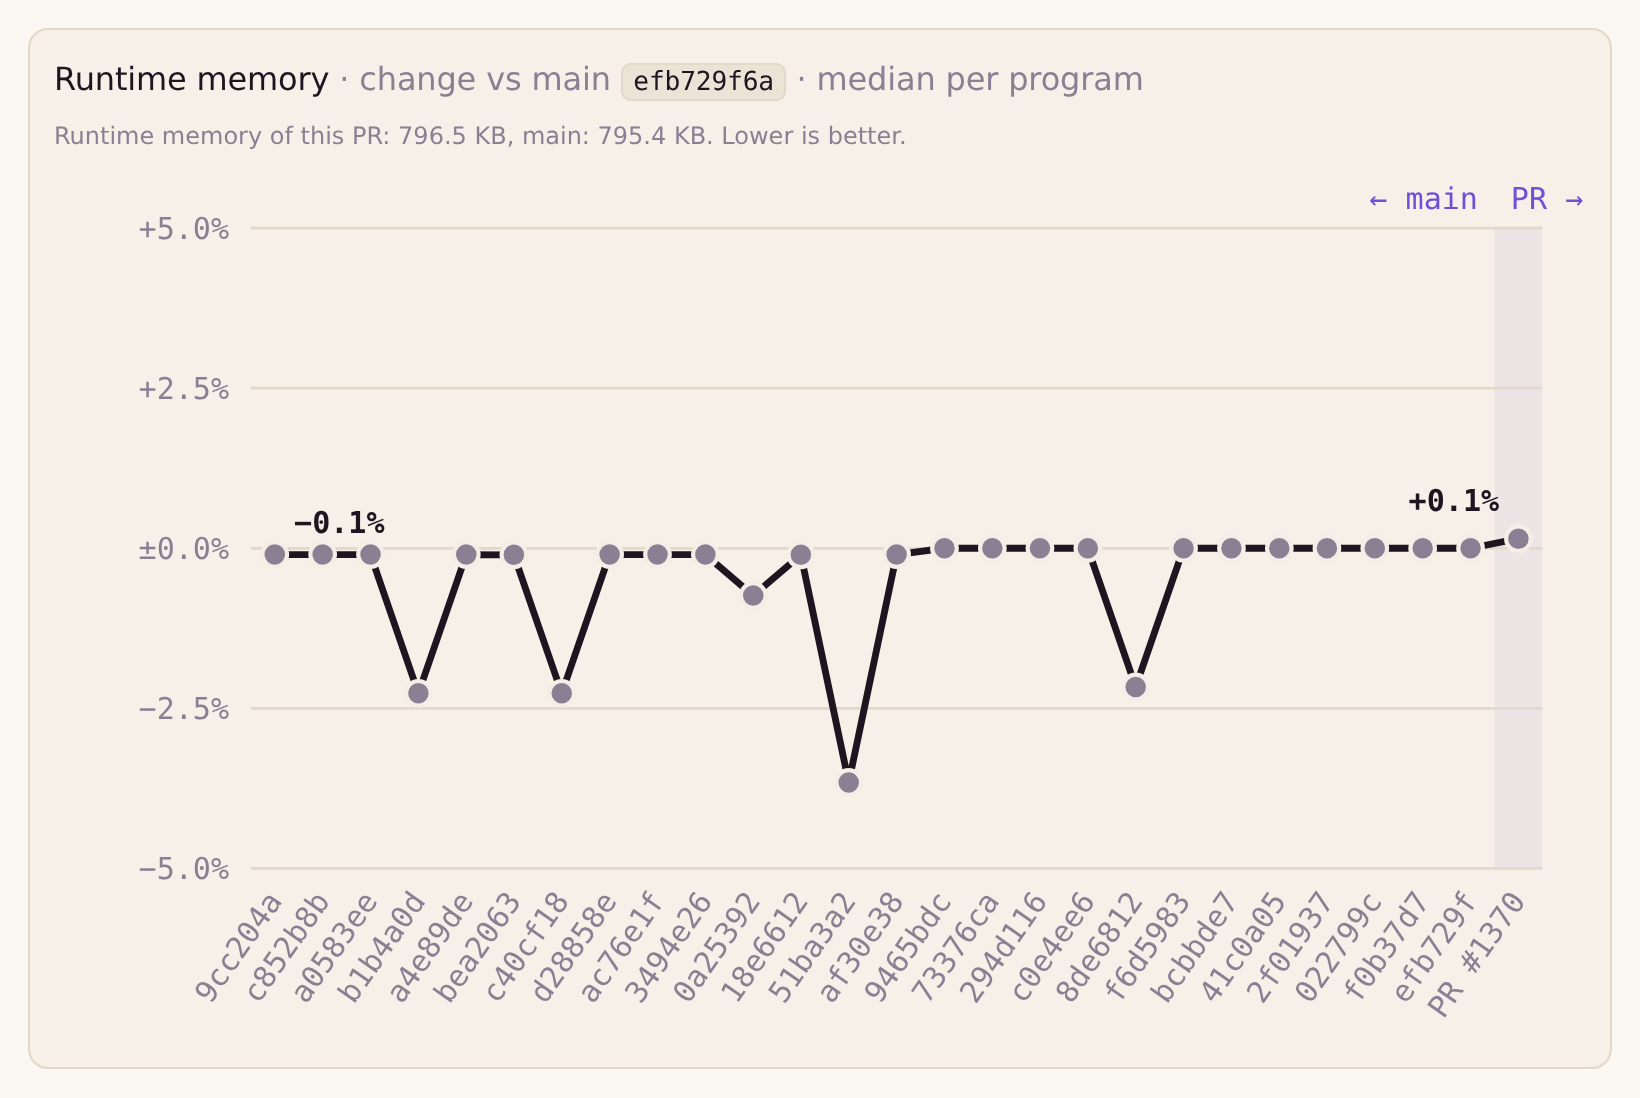 Runtime memory · change vs main efb729f6a · median per program
Runtime memory of this PR: 796.5 KB, main: 795.4 KB. Lower is better.
← main PR →
+5.0%
+2.5%
±0.0%
−2.5%
−5.0%
−0.1%
+0.1%
9cc204a
c852b8b
a0583ee
b1b4a0d
a4e89de
bea2063
c40cf18
d28858e
ac76e1f
3494e26
0a25392
18e6612
51ba3a2
af30e38
9465bdc
73376ca
294d116
c0e4ee6
8de6812
f6d5983
bcbbde7
41c0a05
2f01937
022799c
f0b37d7
efb729f
PR #1370